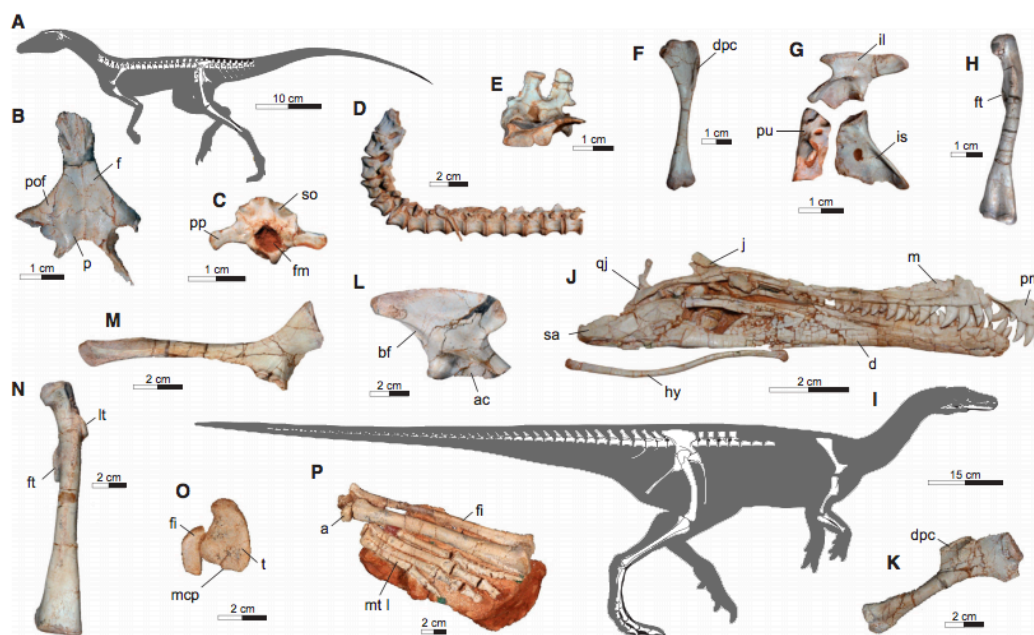 A
10 cm
B
f
pof
p
1 cm
C
so
pp
fm
1 cm
D
2 cm
E
1 cm
F
dpc
1 cm
G
il
pu
is
1 cm
H
ft
1 cm
J
j
qj
m
pm
sa
d
hy
2 cm
L
bf
ac
2 cm
M
2 cm
N
lt
ft
2 cm
O
fi
t
mcp
2 cm
P
a
fi
mt I
2 cm
I
15 cm
K
dpc
2 cm